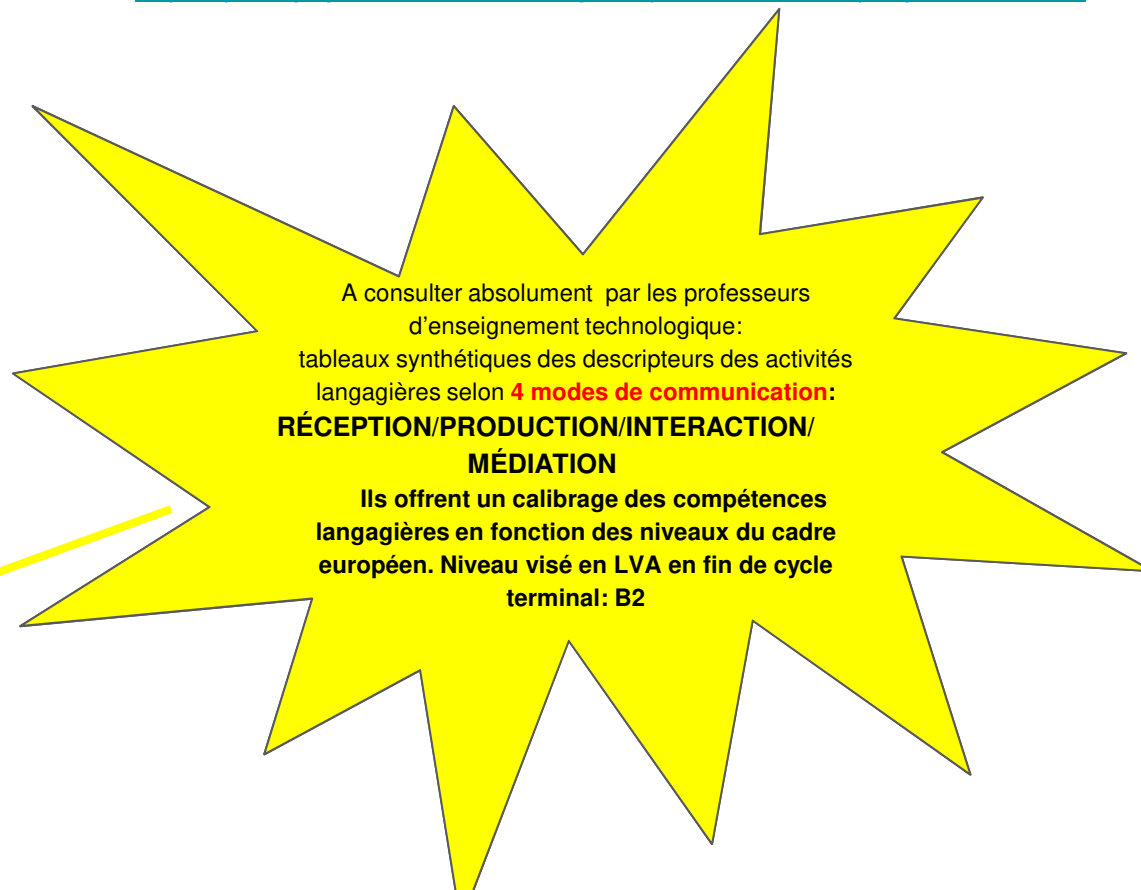 A consulter absolument par les professeurs
d'enseignement technologique:
tableaux synthétiques des descripteurs des activités
langagières selon 4 modes de communication:
RÉCEPTION/PRODUCTION/INTERACTION/
MÉDIATION
Ils offrent un calibrage des compétences
langagières en fonction des niveaux du cadre
européen. Niveau visé en LVA en fin de cycle
terminal: B2